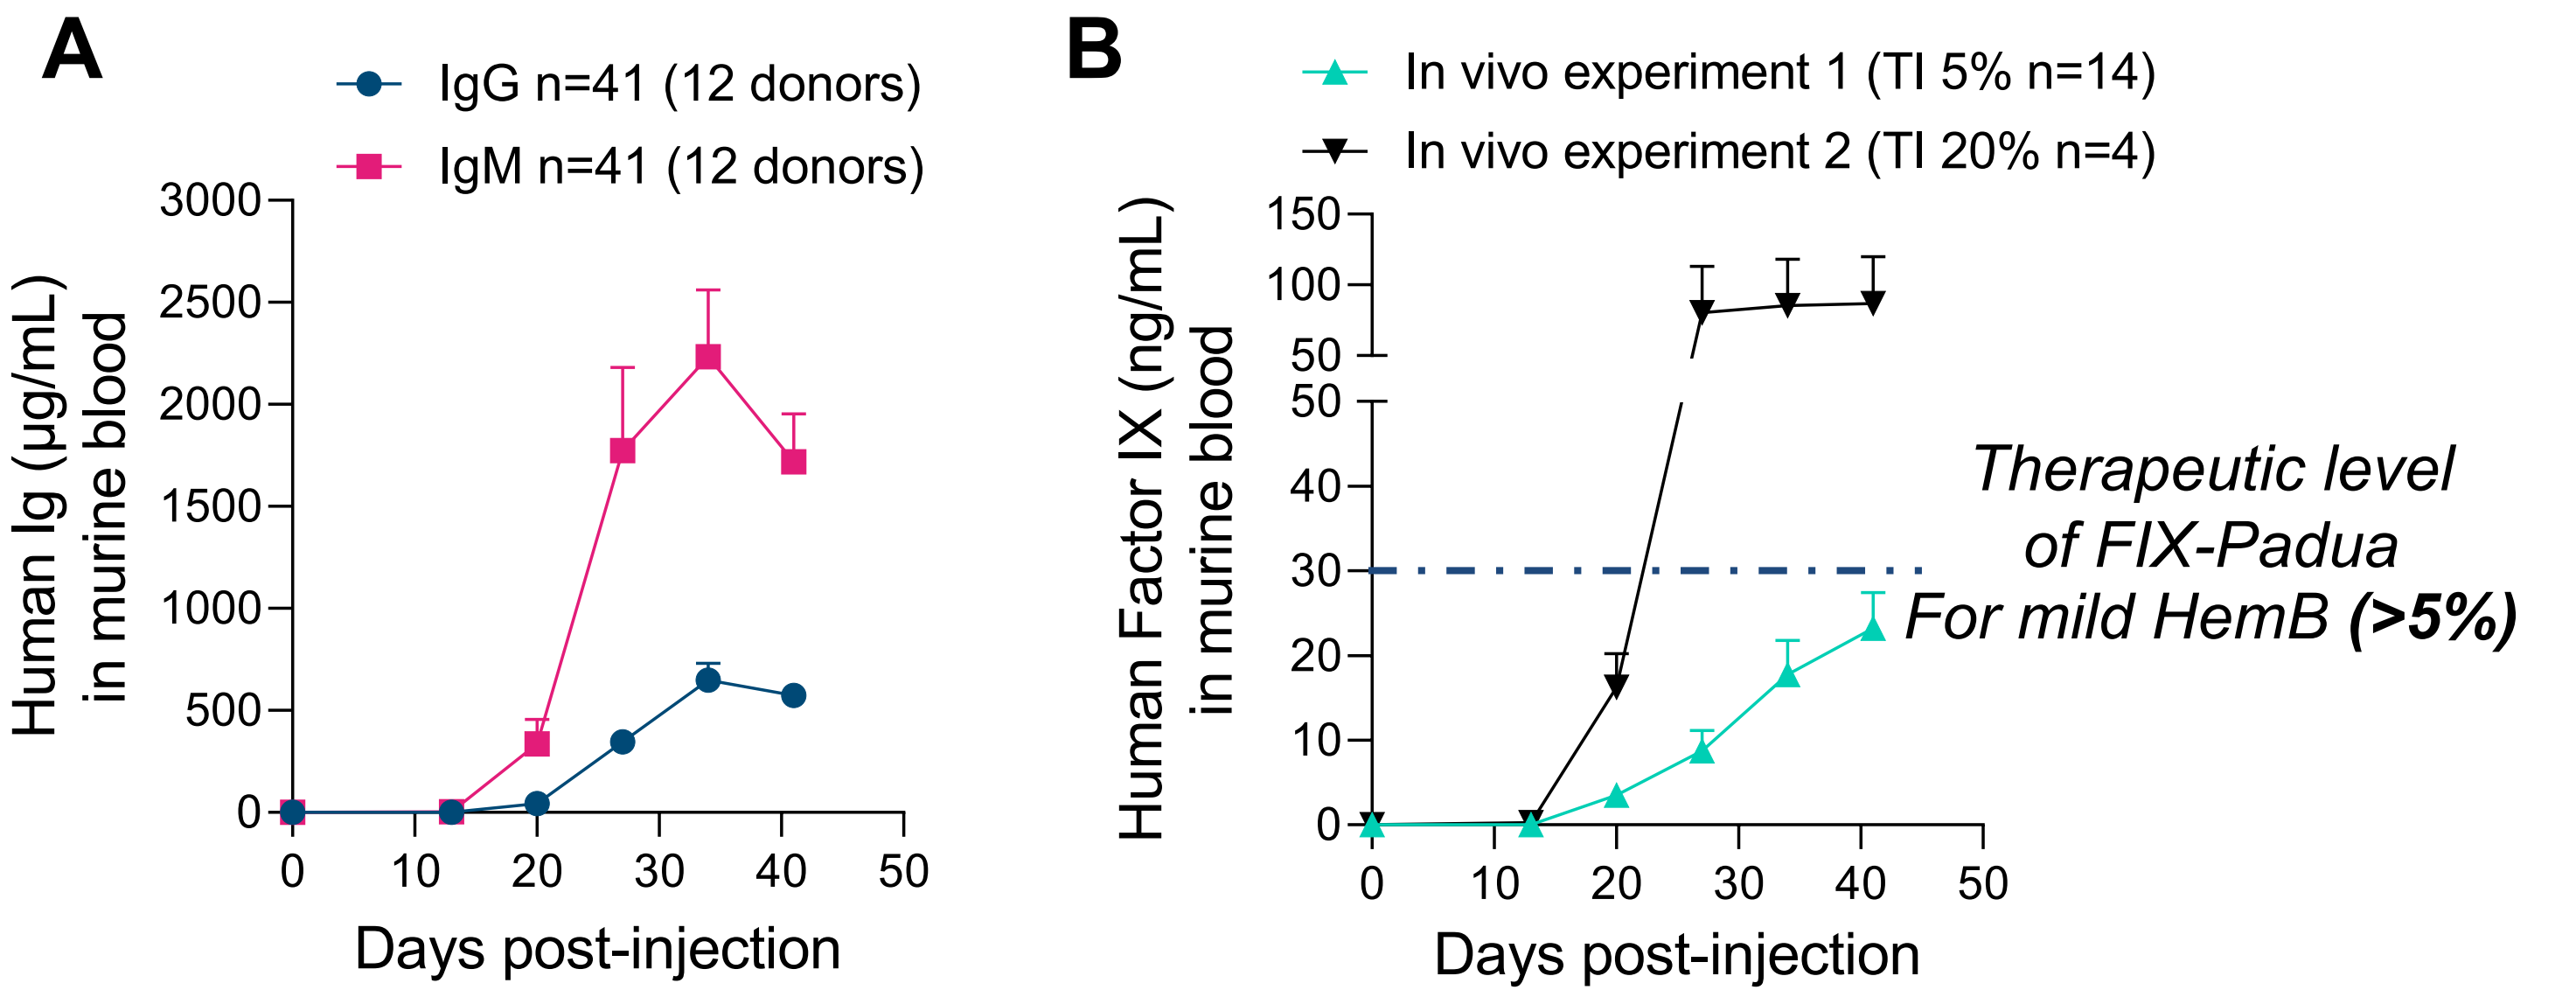 A
IgG n=41 (12 donors)
IgM n=41 (12 donors)
Human Ig (µg/mL)
in murine blood
3000
2500
2000
1500
1000
500
0
0 10 20 30 40 50
Days post-injection
B
In vivo experiment 1 (TI 5% n=14)
In vivo experiment 2 (TI 20% n=4)
Human Factor IX (ng/mL)
in murine blood
150
100
50
50
40
30
20
10
0
Therapeutic level
of FIX-Padua
For mild HemB (>5%)
0 10 20 30 40 50
Days post-injection